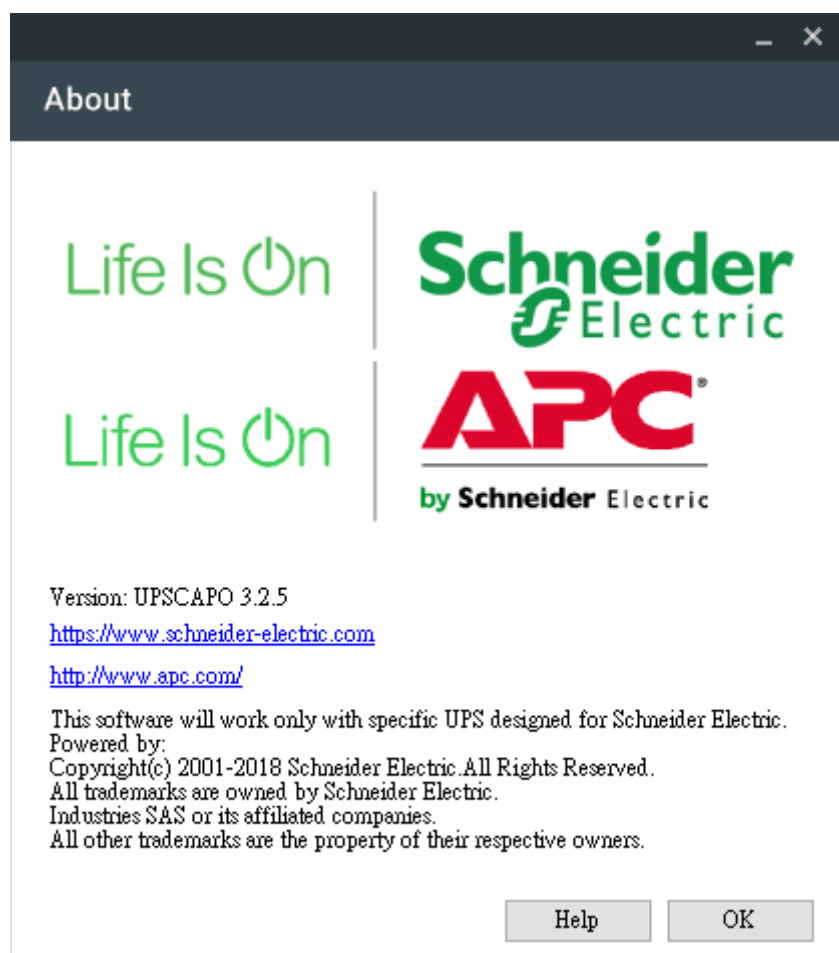 About
Life Is On
Schneider
Electric
Life Is On
APC®
by Schneider Electric
Version: UPSCAPO 3.2.5
https://www.schneider-electric.com
http://www.apc.com/
This software will work only with specific UPS designed for Schneider Electric.
Powered by:
Copyright(c) 2001-2018 Schneider Electric.All Rights Reserved.
All trademarks are owned by Schneider Electric.
Industries SAS or its affiliated companies.
All other trademarks are the property of their respective owners.
Help OK